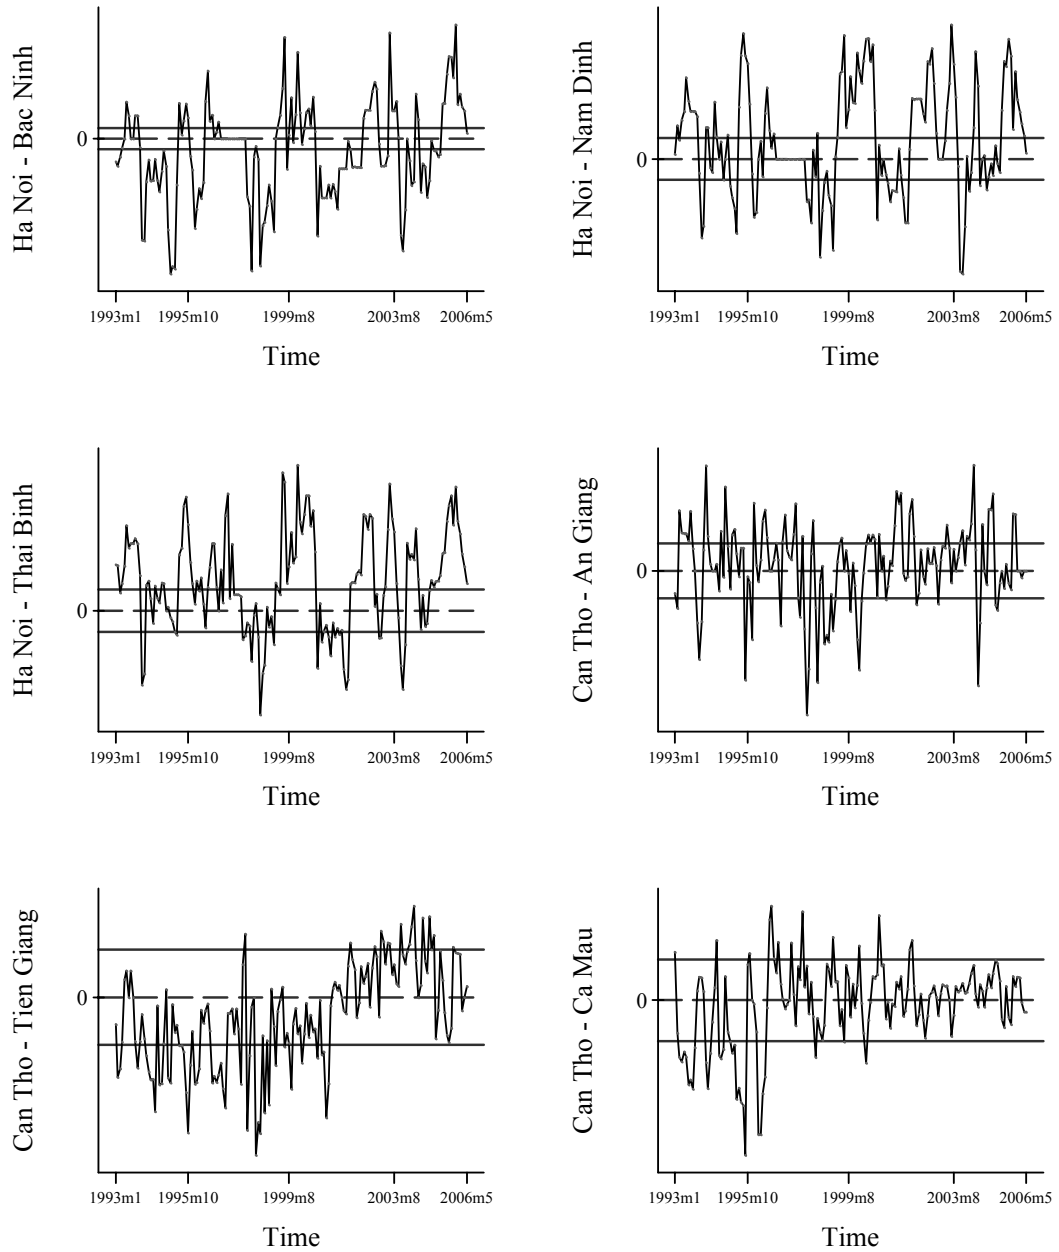 Ha Noi - Bac Ninh
0
1993m1 1995m10 1999m8 2003m8 2006m5
Time
Ha Noi - Nam Dinh
0
1993m1 1995m10 1999m8 2003m8 2006m5
Time
Ha Noi - Thai Binh
0
1993m1 1995m10 1999m8 2003m8 2006m5
Time
Can Tho - An Giang
0
1993m1 1995m10 1999m8 2003m8 2006m5
Time
Can Tho - Tien Giang
0
1993m1 1995m10 1999m8 2003m8 2006m5
Time
Can Tho - Ca Mau
0
1993m1 1995m10 1999m8 2003m8 2006m5
Time